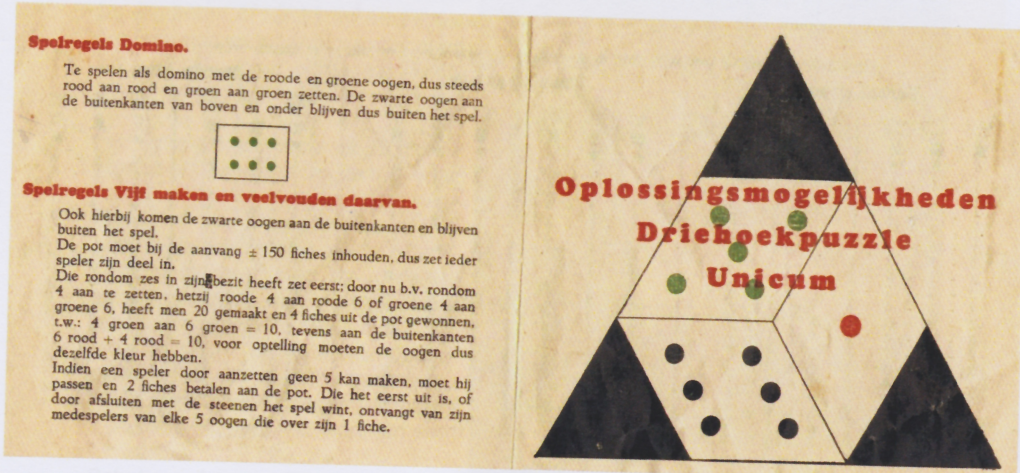 Spelregels Domino.
Te spelen als domino met de roode en groene oogen, dus steeds
rood aan rood en groen aan groen zetten. De zwarte oogen aan
de buitenkanten van boven en onder blijven dus buiten het spel.
Spelregels Vijf maken en veelvouden daarvan.
Ook hierbij komen de zwarte oogen aan de buitenkanten en blijven
buiten het spel.
De pot moet bij de aanvang ± 150 fiches inhouden, dus zet ieder
speler zijn deel in.
Die rondom zes in zijn bezit heeft zet eerst; door nu b.v. rondom
4 aan te zetten, hetzij roode 4 aan roode 6 of groene 4 aan
groene 6, heeft men 20 gemaakt en 4 fiches uit de pot gewonnen,
t.w.: 4 groen aan 6 groen = 10, tevens aan de buitenkanten
6 rood + 4 rood = 10, voor optelling moeten de oogen dus
dezelfde kleur hebben.
Indien een speler door aanzetten geen 5 kan maken, moet hij
passen en 2 fiches betalen aan de pot. Die het eerst uit is, of
door afsluiten met de steenen het spel wint, ontvangt van zijn
medespelers van elke 5 oogen die over zijn 1 fiche.
Oplossingsmogelijkheden
Driehoekpuzzle
Unicum